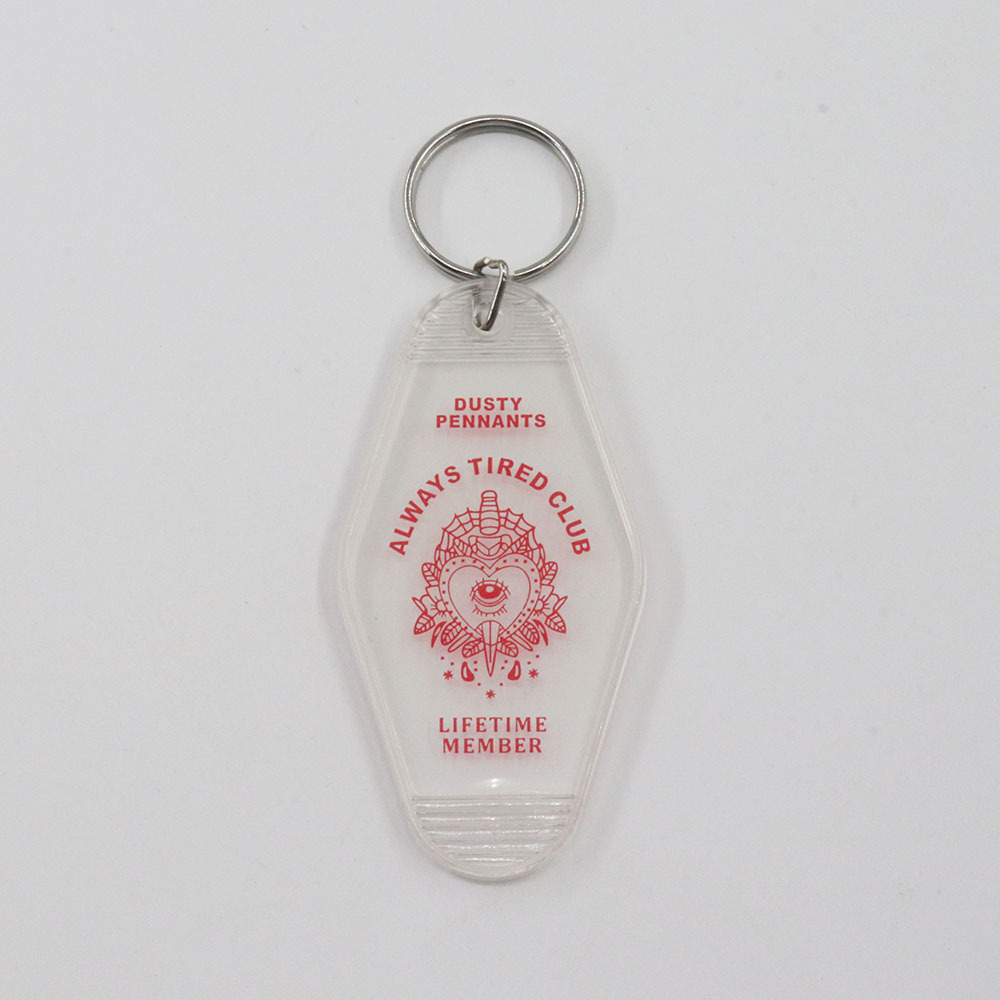 DUSTY
PENNANTS
ALWAYS TIRED CLUB
LIFETIME
MEMBER